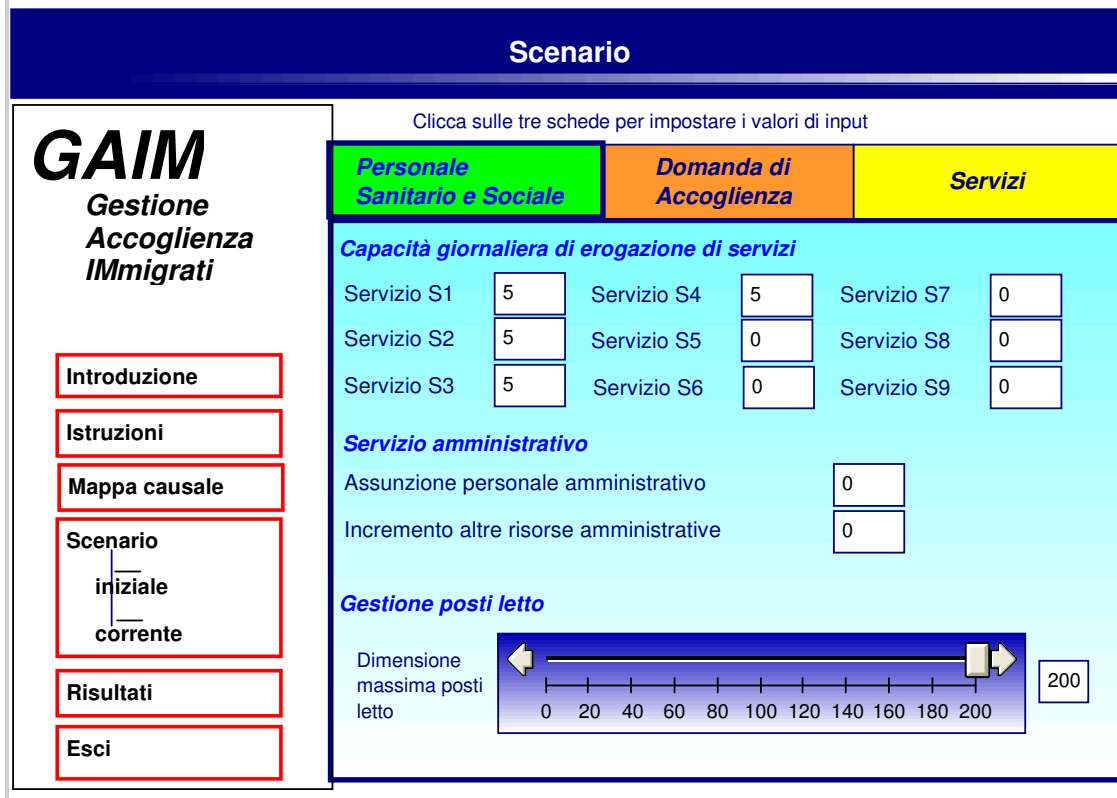 Scenario
GAIM
Gestione
Accoglienza
IMmigrati
Introduzione
Istruzioni
Mappa causale
Scenario
iniziale
corrente
Risultati
Esci
Clicca sulle tre schede per impostare i valori di input
Personale
Sanitario e Sociale
Domanda di
Accoglienza
Servizi
Capacità giornaliera di erogazione di servizi
Servizio S1 5 Servizio S4 5 Servizio S7 0
Servizio S2 5 Servizio S5 0 Servizio S8 0
Servizio S3 5 Servizio S6 0 Servizio S9 0
Servizio amministrativo
Assunzione personale amministrativo 0
Incremento altre risorse amministrative 0
Gestione posti letto
Dimensione
massima posti
letto
0 20 40 60 80 100 120 140 160 180 200
200